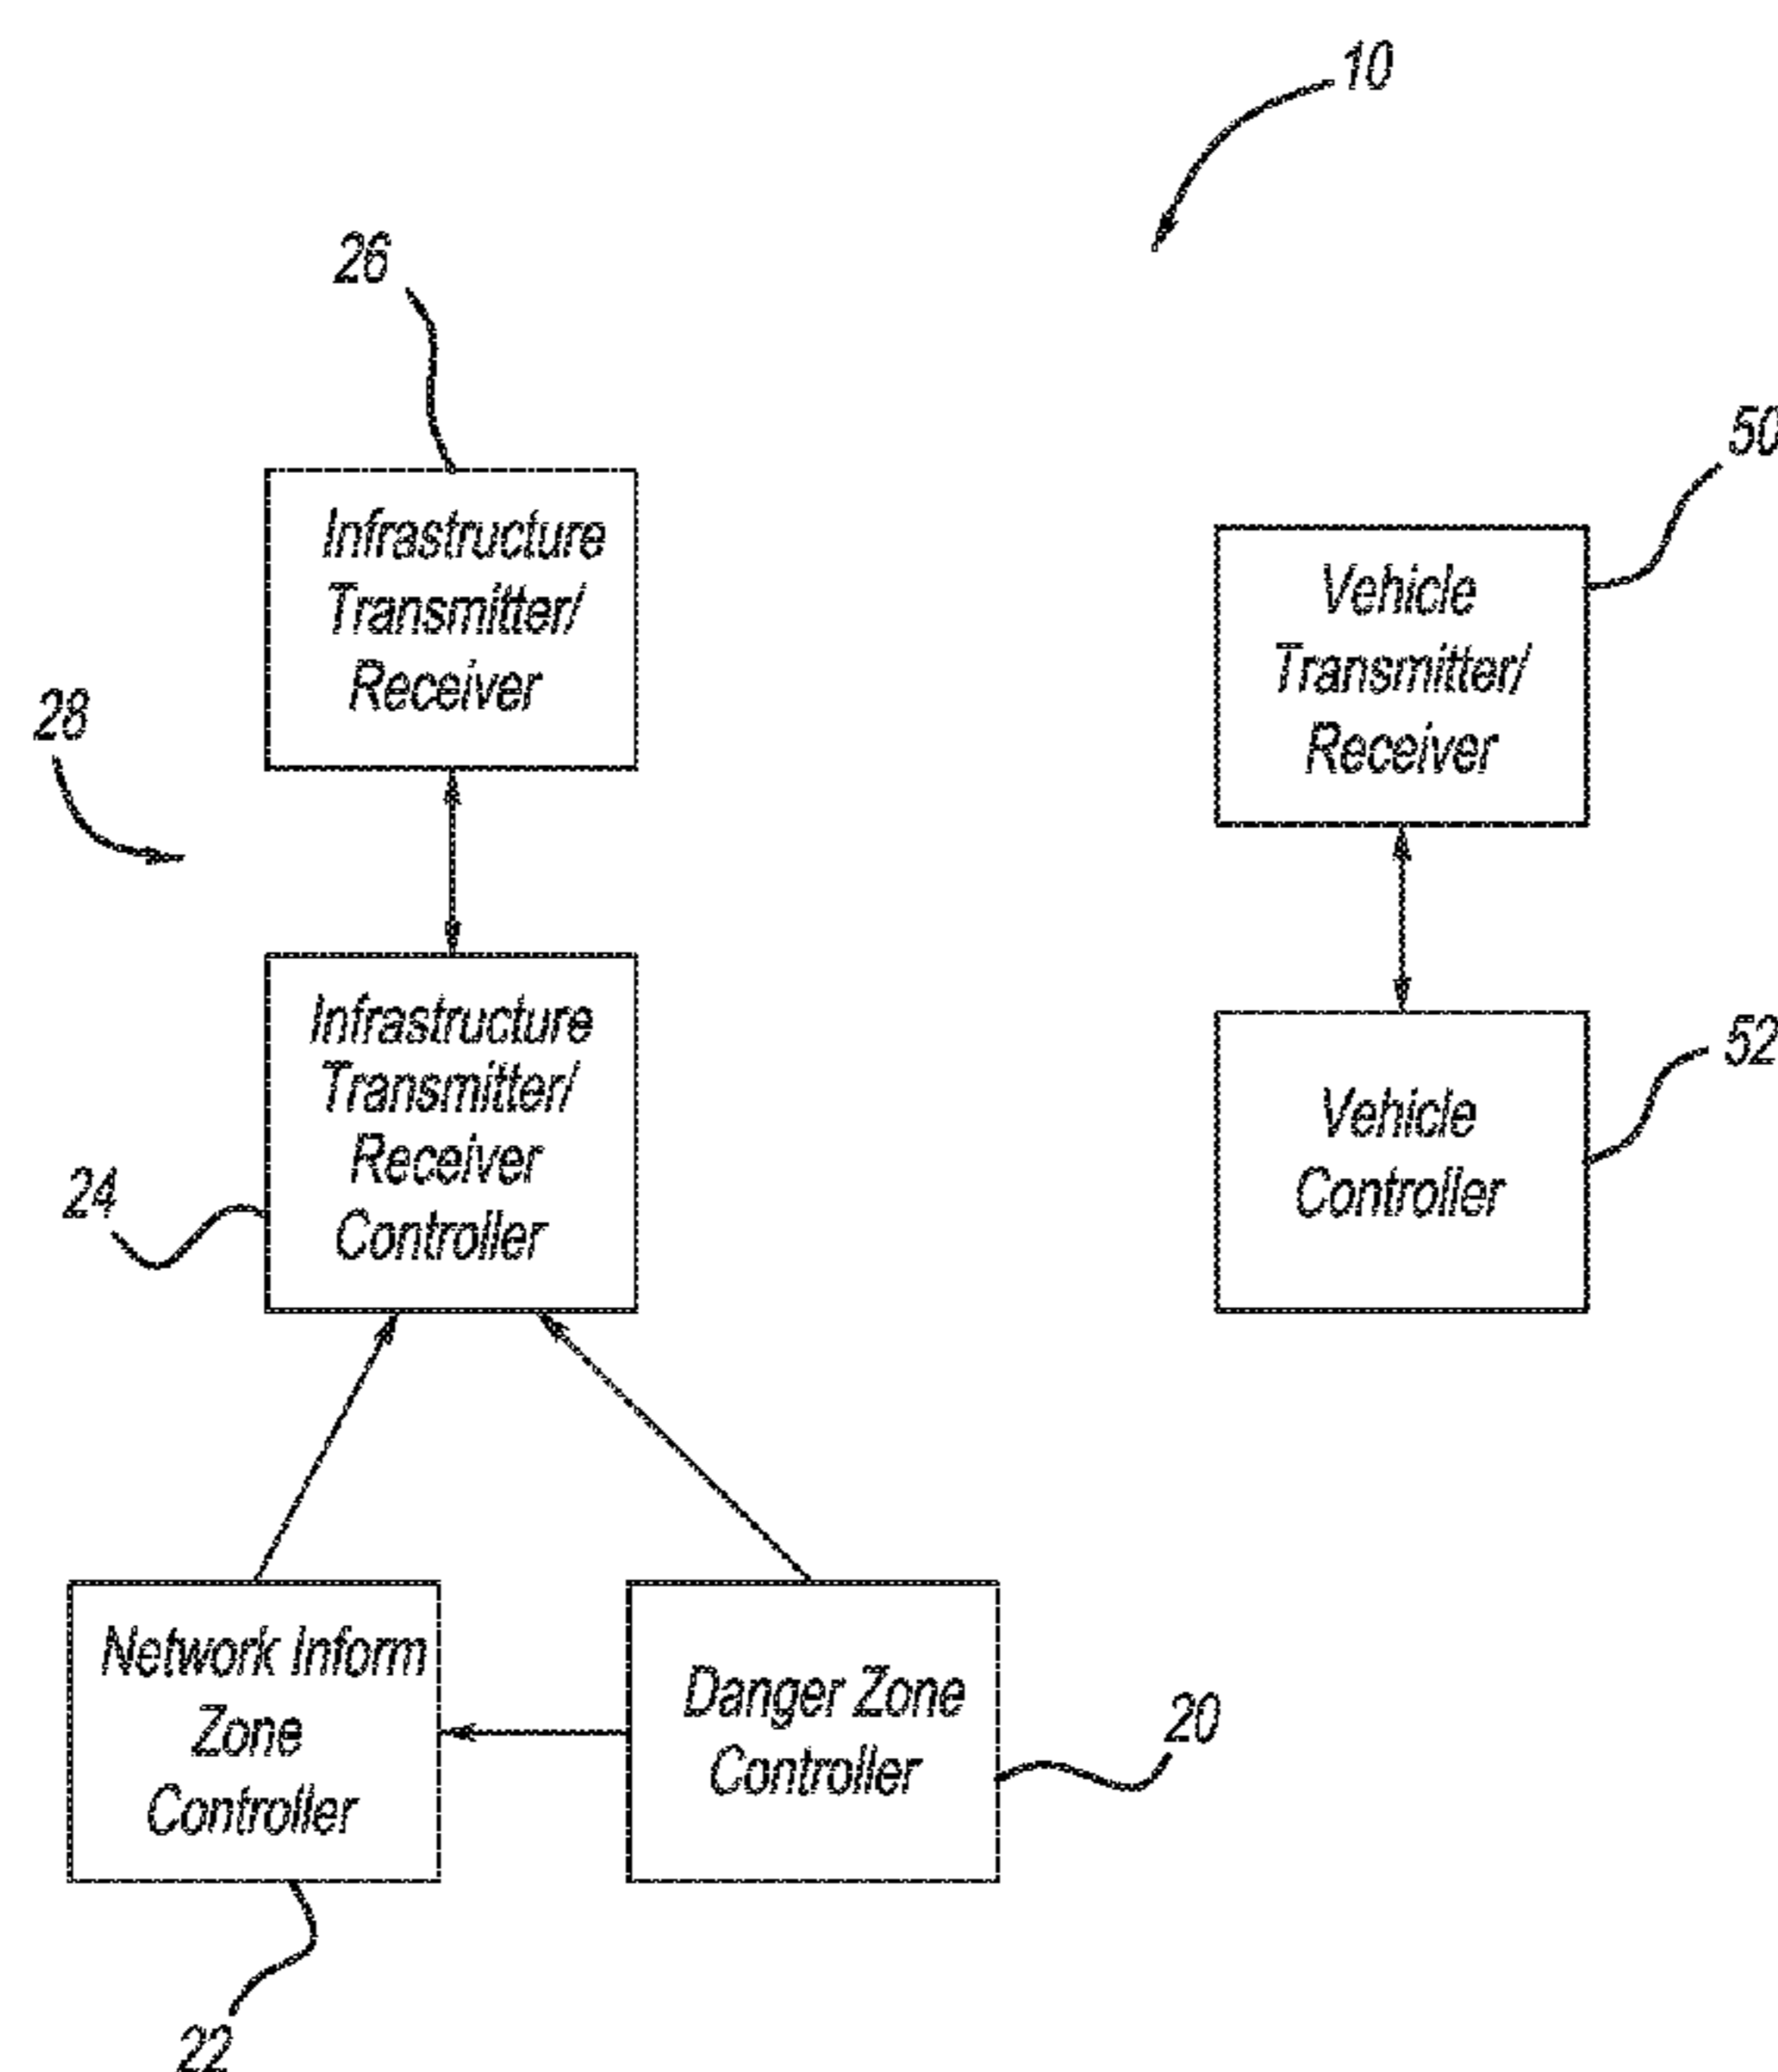 10
26
Infrastructure
Transmitter/
Receiver
28
50
Vehicle
Transmitter/
Receiver
Infrastructure
Transmitter/
Receiver
Controller
24
52
Vehicle
Controller
Network Inform
Zone
Controller
22
Danger Zone
Controller
20